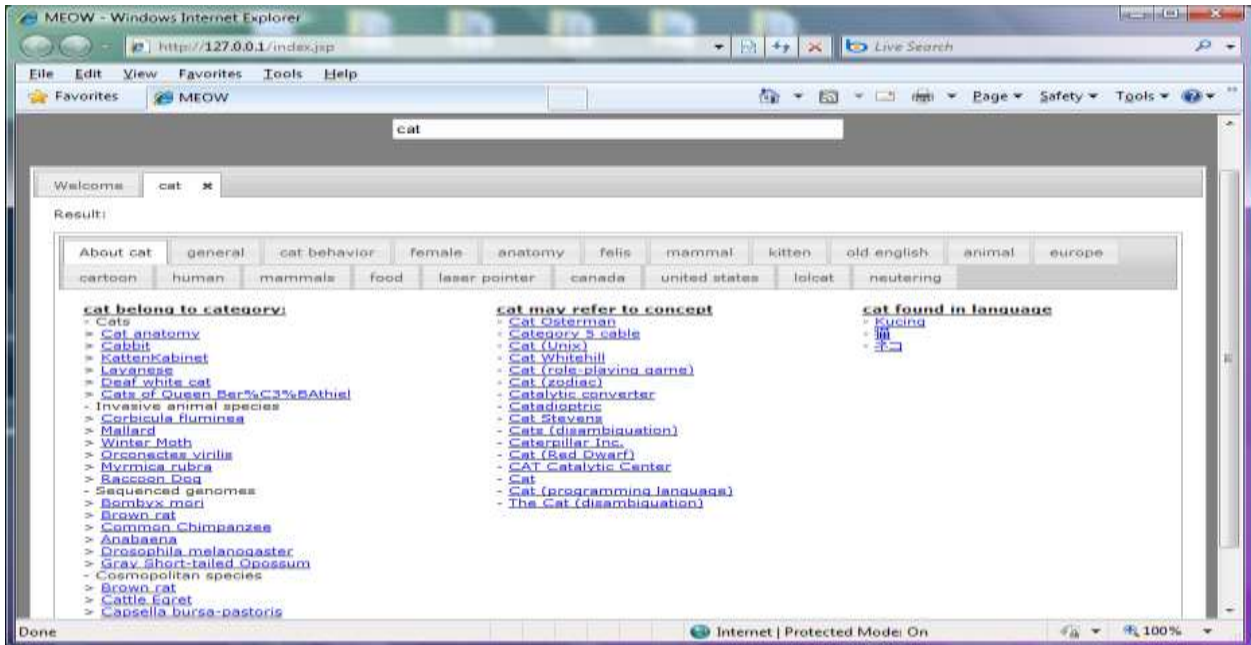 MEOW - Windows Internet Explorer
http://127.0.0.1/index.jsp
Live Search
File Edit View Favorites Tools Help
Favorites MEOW Page Safety Tools
cat
Welcome cat
Result:
About cat general cat behavior female anatomy felis mammal kitten old english animal europe
cartoon human mammals food laser pointer canada united states lolcat neutering
cat belong to category:
- Cats
> Cat anatomy
> Cabbit
> KattenKabinet
> Lavanese
> Deaf white cat
> Cats of Queen Ber%C3%BAthiel
- Invasive animal species
> Corbicula fluminea
> Mallard
> Winter Moth
> Orconectes virilis
> Myrmica rubra
> Raccoon Dog
- Sequenced genomes
> Bombyx mori
> Brown rat
> Common Chimpanzee
> Anabaena
> Drosophila melanogaster
> Gray Short-tailed Opossum
- Cosmopolitan species
> Brown rat
> Cattle Egret
> Capsella bursa-pastoris
cat may refer to concept
- Cat Osterman
- Category 5 cable
- Cat (Unix)
- Cat Whitehill
- Cat (role-playing game)
- Cat (zodiac)
- Catalytic converter
- Catadioptric
- Cat Stevens
- Cats (disambiguation)
- Caterpillar Inc.
- Cat (Red Dwarf)
- CAT Catalytic Center
- Cat
- Cat (programming language)
- The Cat (disambiguation)
cat found in language
- Kucing
- 猫
- ネコ
Done Internet | Protected Mode: On 100%